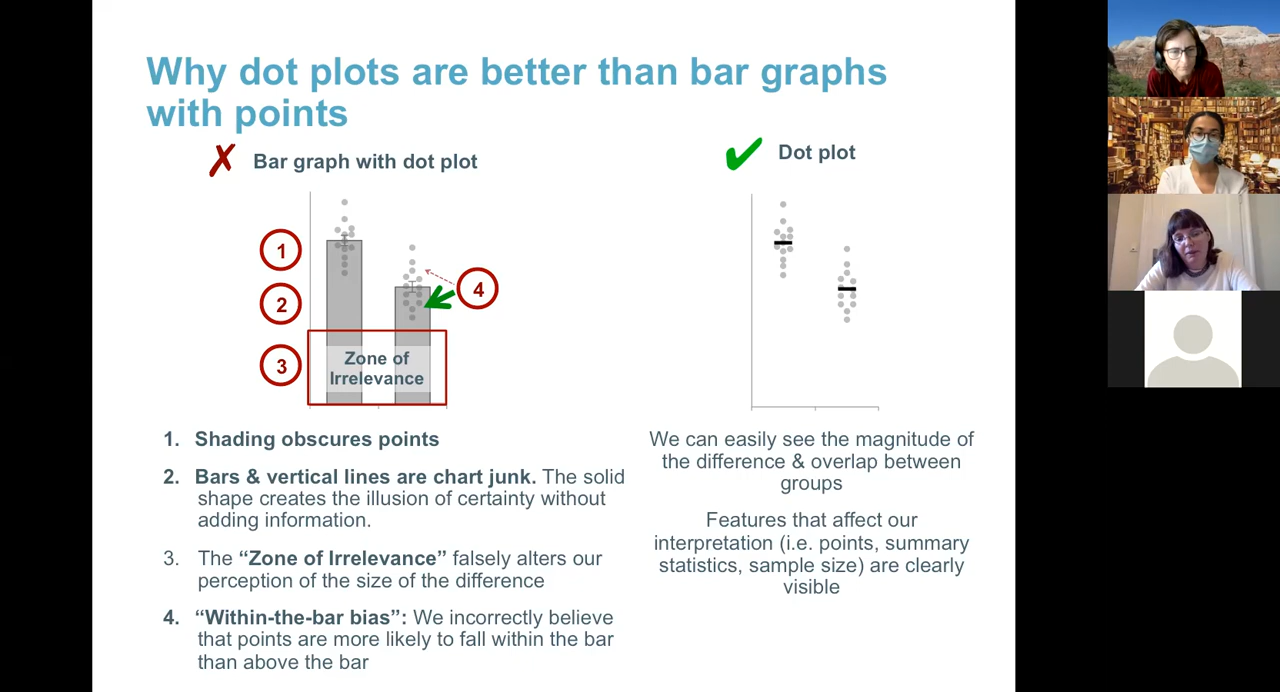 Why dot plots are better than bar graphs
with points
✗ Bar graph with dot plot
✔ Dot plot
1
2
3
4
Zone of
Irrelevance
1. Shading obscures points
2. Bars & vertical lines are chart junk. The solid
shape creates the illusion of certainty without
adding information.
3. The “Zone of Irrelevance” falsely alters our
perception of the size of the difference
4. “Within-the-bar bias”: We incorrectly believe
that points are more likely to fall within the bar
than above the bar
We can easily see the magnitude of
the difference & overlap between
groups
Features that affect our
interpretation (i.e. points, summary
statistics, sample size) are clearly
visible